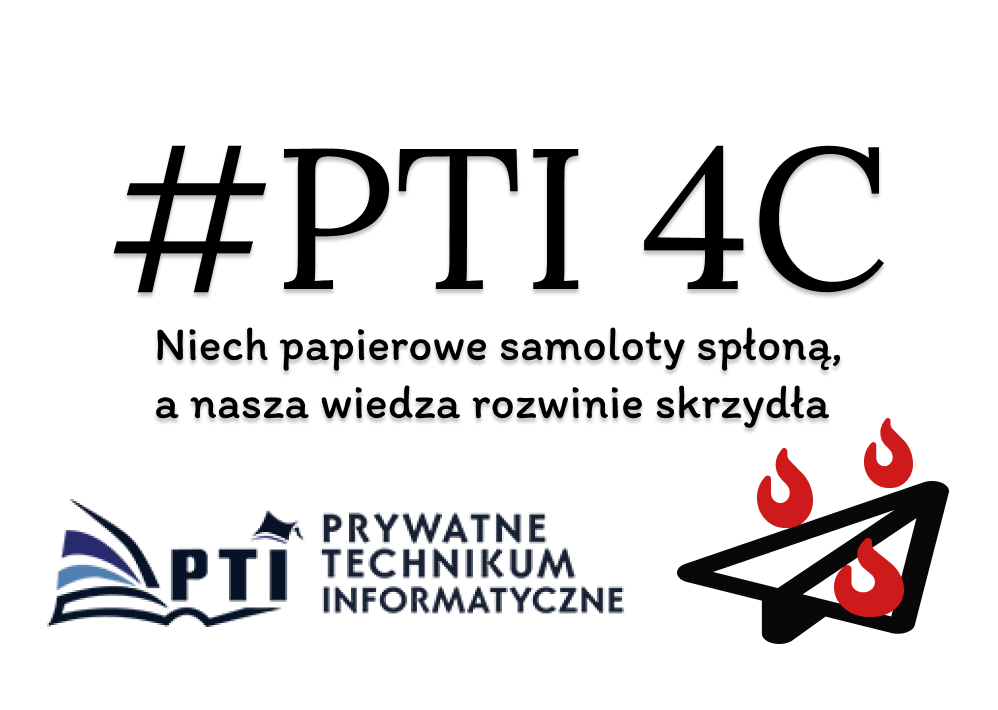 #PTI 4C
Niech papierowe samoloty spłoną,
a nasza wiedza rozwinie skrzydła
PTI
PRYWATNE
TECHNIKUM
INFORMATYCZNE